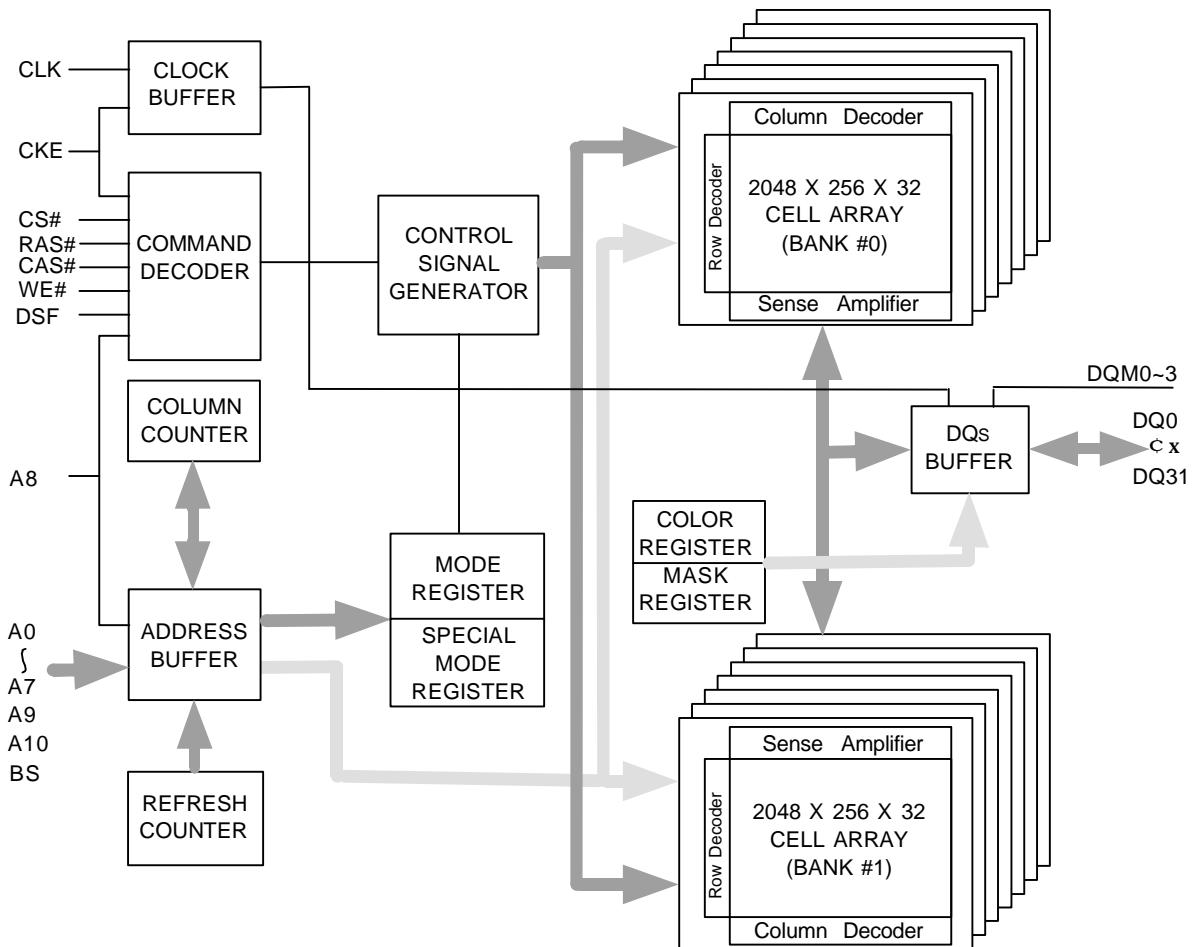 CLK
CLOCK
BUFFER
CKE
CS#
RAS#
CAS#
WE#
DSF
COMMAND
DECODER
CONTROL
SIGNAL
GENERATOR
Column Decoder
Row Decoder
2048 X 256 X 32
CELL ARRAY
(BANK #0)
Sense Amplifier
DQM0~3
COLUMN
COUNTER
DQs
BUFFER
DQ0
¢x
DQ31
A8
COLOR
REGISTER
MASK
REGISTER
MODE
REGISTER
SPECIAL
MODE
REGISTER
ADDRESS
BUFFER
A0
∫
A7
A9
A10
BS
REFRESH
COUNTER
Sense Amplifier
Row Decoder
2048 X 256 X 32
CELL ARRAY
(BANK #1)
Column Decoder